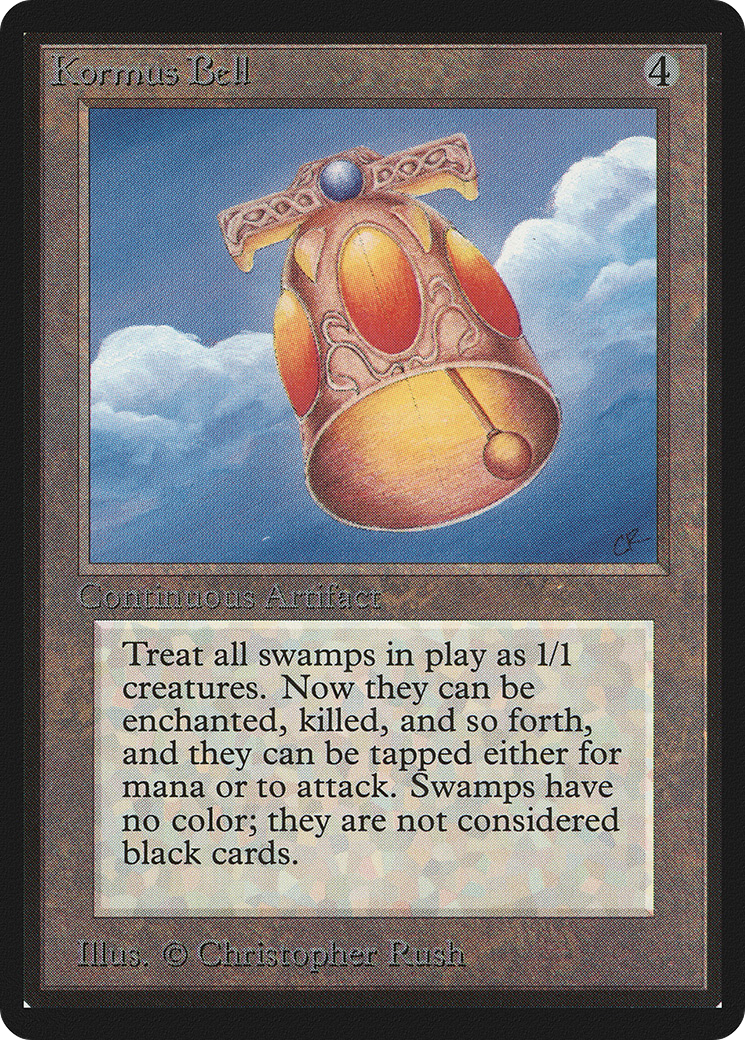 Kormus Bell 4
CR
Continuous Artifact
Treat all swamps in play as 1/1
creatures. Now they can be
enchanted, killed, and so forth,
and they can be tapped either for
mana or to attack. Swamps have
no color; they are not considered
black cards.
Illus. © Christopher Rush